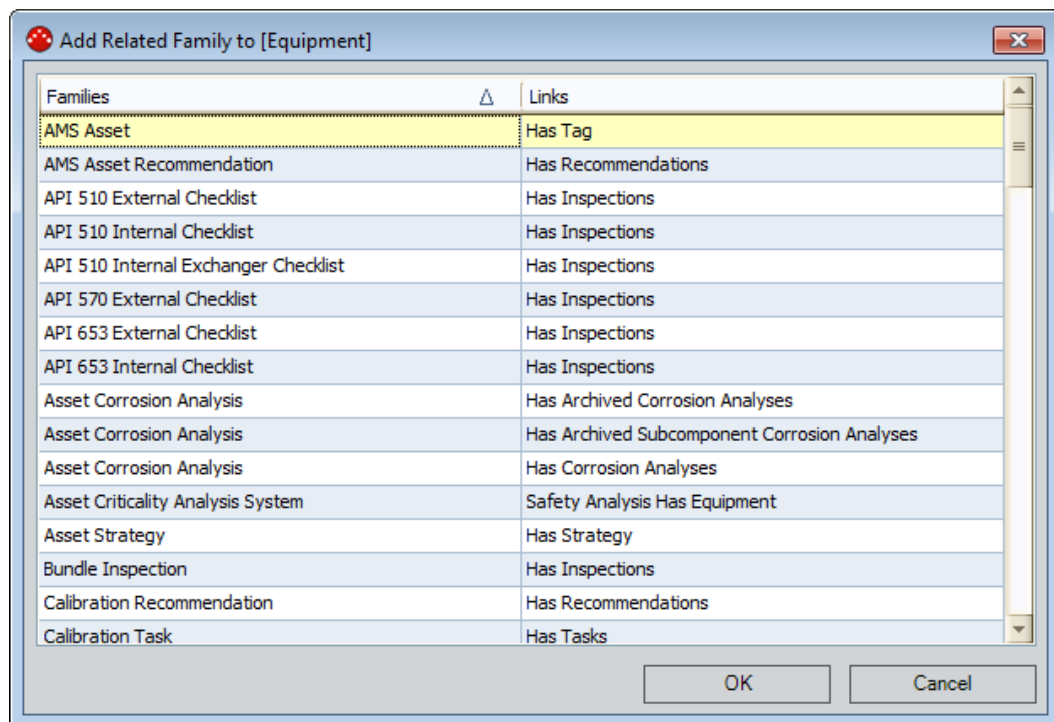 Add Related Family to [Equipment]
Families Links
AMS Asset Has Tag
AMS Asset Recommendation Has Recommendations
API 510 External Checklist Has Inspections
API 510 Internal Checklist Has Inspections
API 510 Internal Exchanger Checklist Has Inspections
API 570 External Checklist Has Inspections
API 653 External Checklist Has Inspections
API 653 Internal Checklist Has Inspections
Asset Corrosion Analysis Has Archived Corrosion Analyses
Asset Corrosion Analysis Has Archived Subcomponent Corrosion Analyses
Asset Corrosion Analysis Has Corrosion Analyses
Asset Criticality Analysis System Safety Analysis Has Equipment
Asset Strategy Has Strategy
Bundle Inspection Has Inspections
Calibration Recommendation Has Recommendations
Calibration Task Has Tasks
OK Cancel